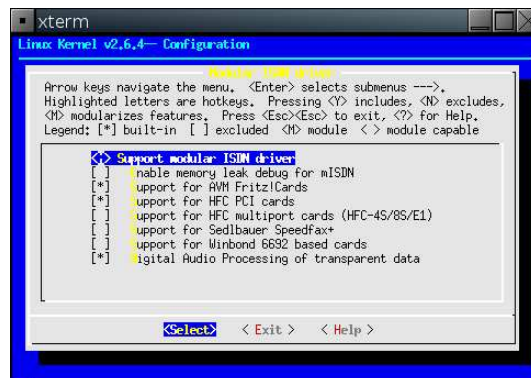 xterm
Linux Kernel v2.6.4— Configuration
Modular ISDN driver
Arrow keys navigate the menu. <Enter> selects submenus --->.
Highlighted letters are hotkeys. Pressing <Y> includes, <N> excludes,
<M> modularizes features. Press <Esc><Esc> to exit, <?> for Help.
Legend: [*] built-in [ ] excluded <M> module < > module capable
Support modular ISDN driver
[ ] Enable memory leak debug for mISDN
[*] Support for AVM Fritz!Cards
[*] Support for HFC PCI cards
[ ] Support for HFC multiport cards (HFC-4S/8S/E1)
[ ] Support for Sedlbauer Speedfax+
[ ] Support for Winbond 6692 based cards
[*] Digital Audio Processing of transparent data
<Select> < Exit > < Help >